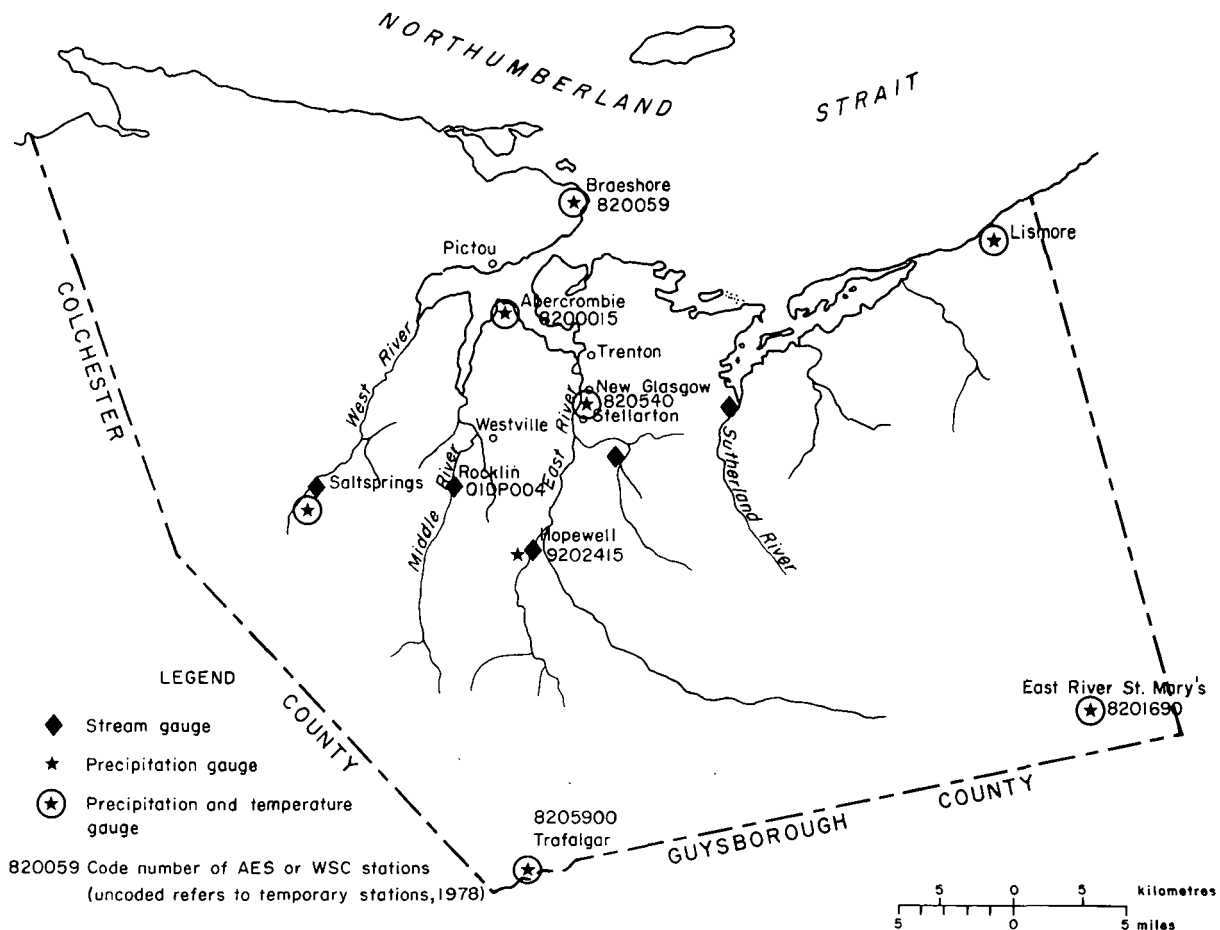 NORTHUMBERLAND
STRAIT
Braeshore
820059
Lismore
Pictou
Abercrombie
8200015
COLCHESTER
West River
Trenton
New Glasgow
820540
Stellarton
Westville
East River
Saltsprings
Rocklin
01DP004
Middle River
Sutherland River
Hopewell
9202415
LEGEND
Stream gauge
Precipitation gauge
Precipitation and temperature
gauge
820059 Code number of AES or WSC stations
(uncoded refers to temporary stations, 1978)
COUNTY
East River St. Mary's
8201690
8205900
Trafalgar
GUYSBOROUGH COUNTY
5 0 5 kilometres
5 0 5 miles